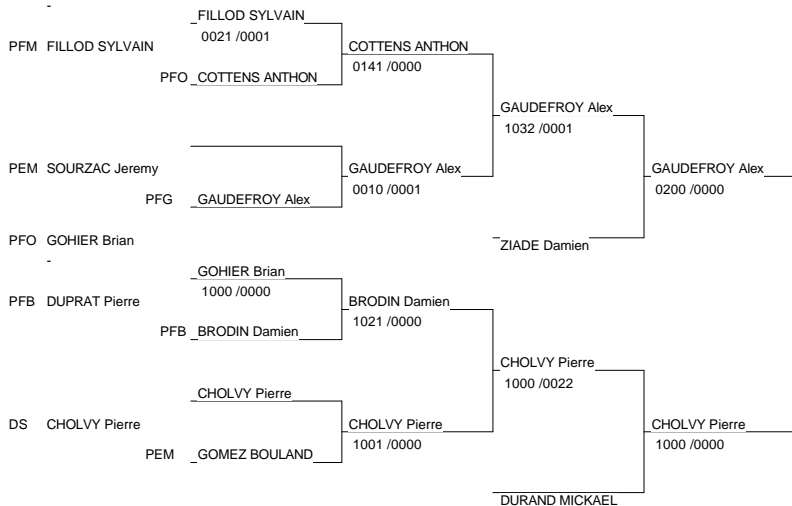 -
FILLOD SYLVAIN
0021 /0001
PFM FILLOD SYLVAIN
COTTENS ANTHON
0141 /0000
PFO COTTENS ANTHON
GAUDEFROY Alex
1032 /0001
PEM SOURZAC Jeremy
GAUDEFROY Alex
0010 /0001
GAUDEFROY Alex
0200 /0000
PFG GAUDEFROY Alex
PFO GOHIER Brian
ZIADE Damien
-
GOHIER Brian
1000 /0000
PFB DUPRAT Pierre
BRODIN Damien
1021 /0000
PFB BRODIN Damien
CHOLVY Pierre
1000 /0022
CHOLVY Pierre
DS CHOLVY Pierre
CHOLVY Pierre
1001 /0000
CHOLVY Pierre
1000 /0000
PEM GOMEZ BOULAND
DURAND MICKAEL